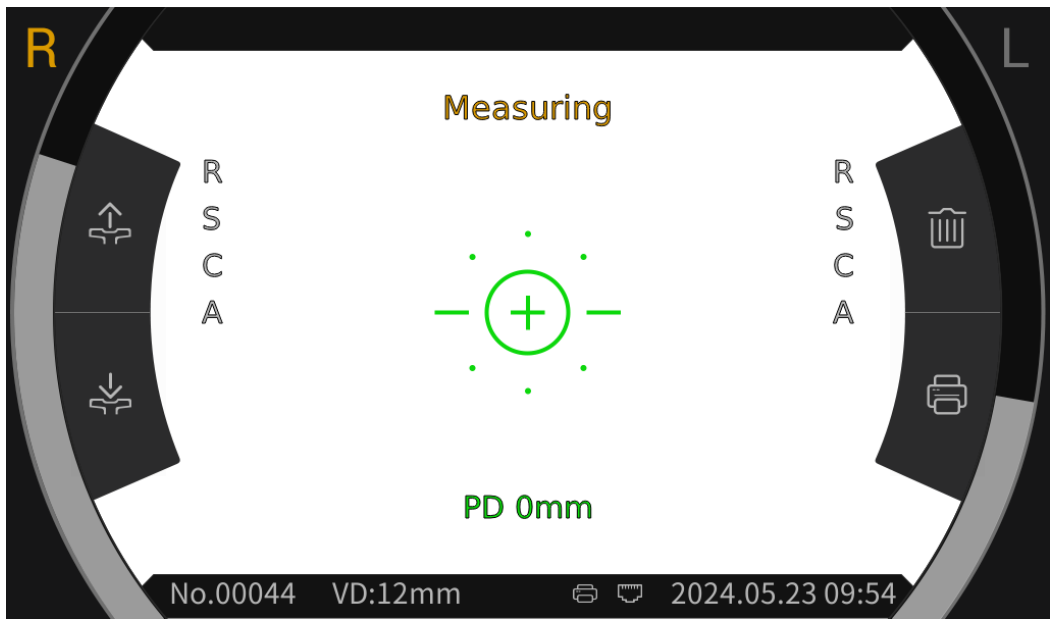 R L
Measuring
R R
S S
C C
A A
PD 0mm
No.00044 VD:12mm 2024.05.23 09:54